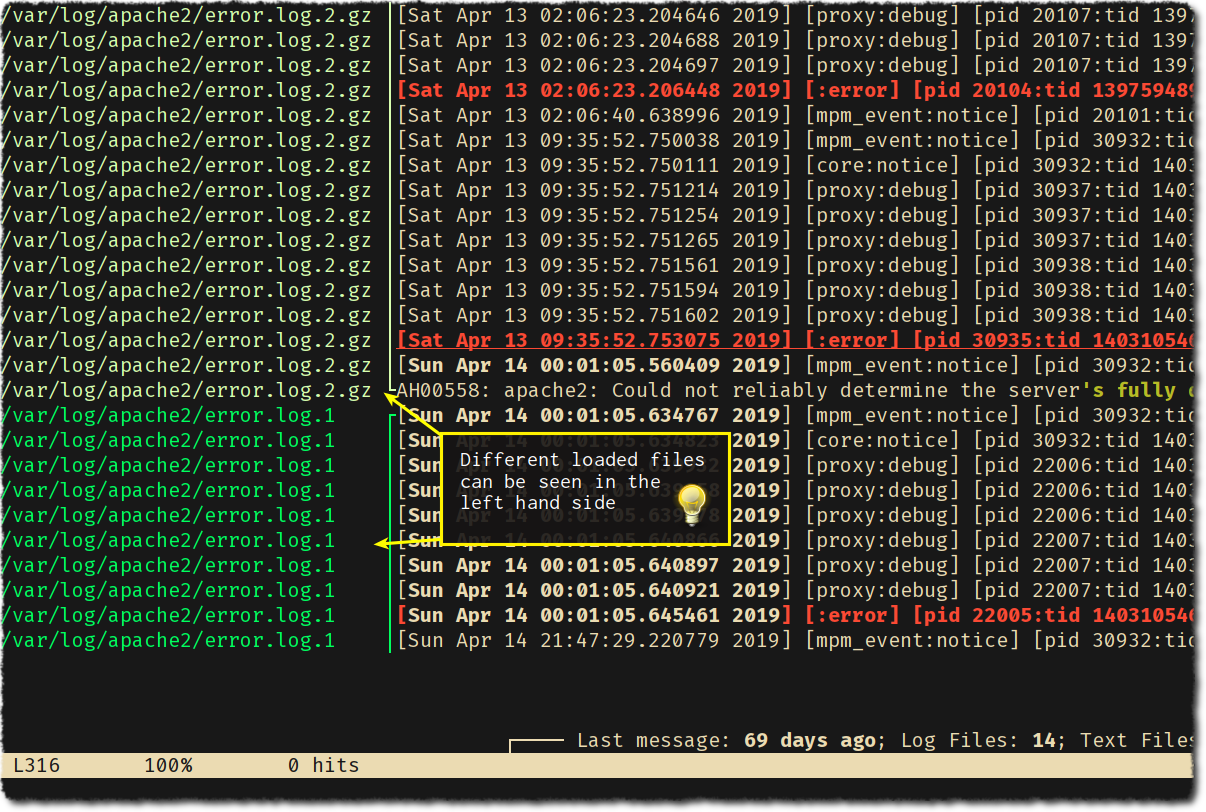 /var/log/apache2/error.log.2.gz [Sat Apr 13 02:06:23.204646 2019] [proxy:debug] [pid 20107:tid 1397
/var/log/apache2/error.log.2.gz [Sat Apr 13 02:06:23.204688 2019] [proxy:debug] [pid 20107:tid 1397
/var/log/apache2/error.log.2.gz [Sat Apr 13 02:06:23.204697 2019] [proxy:debug] [pid 20107:tid 1397
/var/log/apache2/error.log.2.gz [Sat Apr 13 02:06:23.206448 2019] [:error] [pid 20104:tid 139759489
/var/log/apache2/error.log.2.gz [Sat Apr 13 02:06:40.638996 2019] [mpm_event:notice] [pid 20101:tid
/var/log/apache2/error.log.2.gz [Sat Apr 13 09:35:52.750038 2019] [mpm_event:notice] [pid 30932:tid
/var/log/apache2/error.log.2.gz [Sat Apr 13 09:35:52.750111 2019] [core:notice] [pid 30932:tid 1403
/var/log/apache2/error.log.2.gz [Sat Apr 13 09:35:52.751214 2019] [proxy:debug] [pid 30937:tid 1403
/var/log/apache2/error.log.2.gz [Sat Apr 13 09:35:52.751254 2019] [proxy:debug] [pid 30937:tid 1403
/var/log/apache2/error.log.2.gz [Sat Apr 13 09:35:52.751265 2019] [proxy:debug] [pid 30937:tid 1403
/var/log/apache2/error.log.2.gz [Sat Apr 13 09:35:52.751561 2019] [proxy:debug] [pid 30938:tid 1403
/var/log/apache2/error.log.2.gz [Sat Apr 13 09:35:52.751594 2019] [proxy:debug] [pid 30938:tid 1403
/var/log/apache2/error.log.2.gz [Sat Apr 13 09:35:52.751602 2019] [proxy:debug] [pid 30938:tid 1403
/var/log/apache2/error.log.2.gz [Sat Apr 13 09:35:52.753075 2019] [:error] [pid 30935:tid 140310546
/var/log/apache2/error.log.2.gz [Sun Apr 14 00:01:05.560409 2019] [mpm_event:notice] [pid 30932:tid
/var/log/apache2/error.log.2.gz AH00558: apache2: Could not reliably determine the server's fully
/var/log/apache2/error.log.1 [Sun Apr 14 00:01:05.634767 2019] [mpm_event:notice] [pid 30932:tid
/var/log/apache2/error.log.1 [Sun 2019] [core:notice] [pid 30932:tid 1403
/var/log/apache2/error.log.1 [Sun 2019] [proxy:debug] [pid 22006:tid 1403
/var/log/apache2/error.log.1 [Sun 2019] [proxy:debug] [pid 22006:tid 1403
/var/log/apache2/error.log.1 [Sun 2019] [proxy:debug] [pid 22006:tid 1403
/var/log/apache2/error.log.1 [Sun 2019] [proxy:debug] [pid 22007:tid 1403
/var/log/apache2/error.log.1 [Sun Apr 14 00:01:05.640897 2019] [proxy:debug] [pid 22007:tid 1403
/var/log/apache2/error.log.1 [Sun Apr 14 00:01:05.640921 2019] [proxy:debug] [pid 22007:tid 1403
/var/log/apache2/error.log.1 [Sun Apr 14 00:01:05.645461 2019] [:error] [pid 22005:tid 140310546
/var/log/apache2/error.log.1 [Sun Apr 14 21:47:29.220779 2019] [mpm_event:notice] [pid 30932:tid
Different loaded files
can be seen in the
left hand side
Last message: 69 days ago; Log Files: 14; Text Files
L316 100% 0 hits